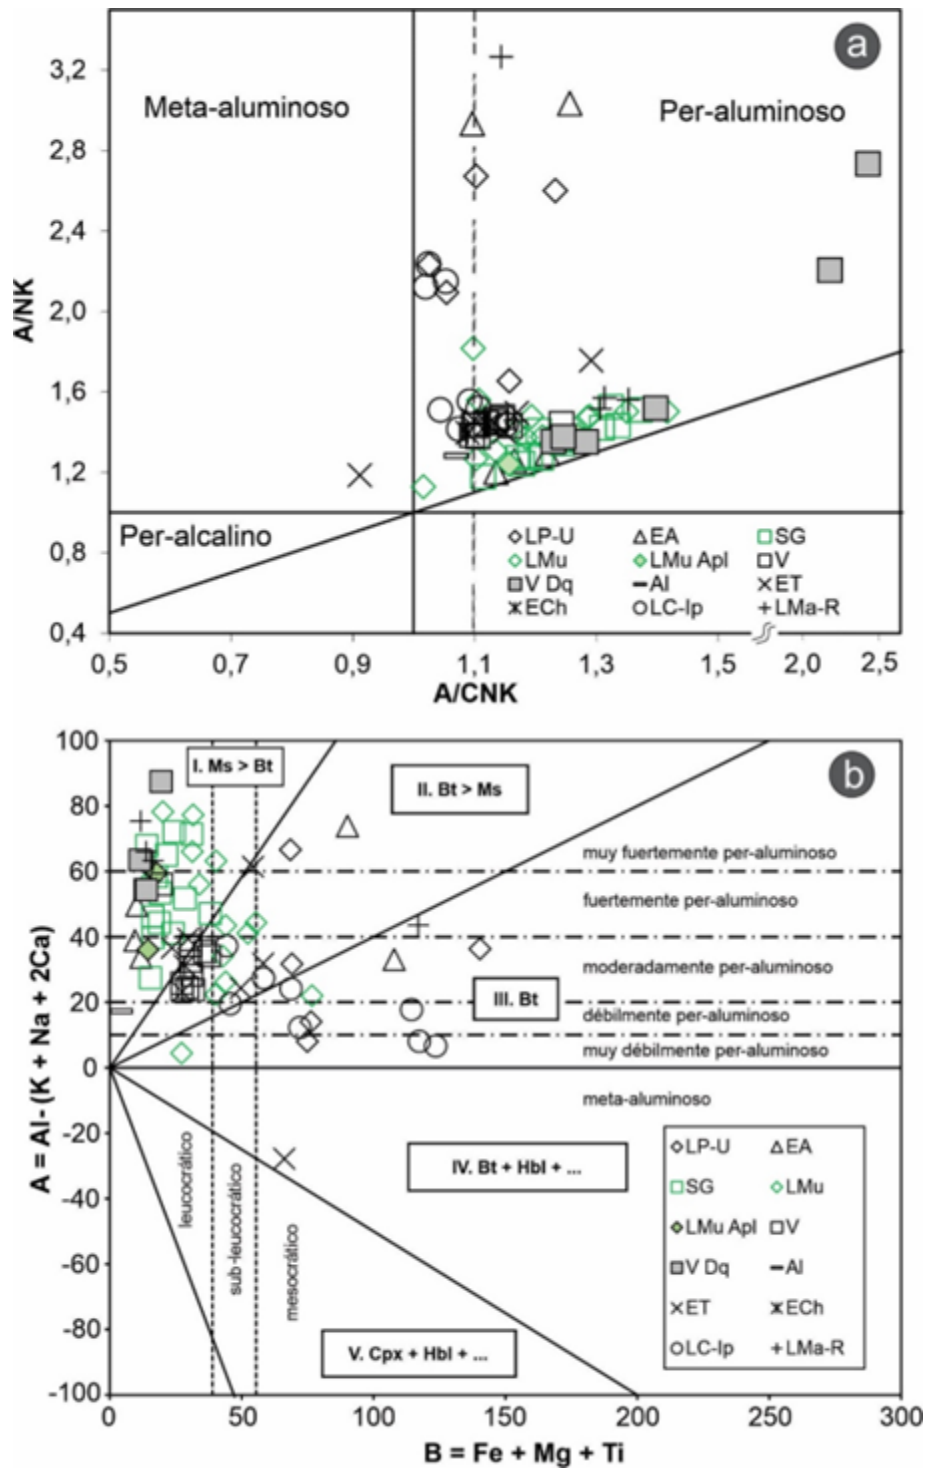 a
3,2
Meta-aluminoso
Per-aluminoso
2,8
2,4
A/NK
2,0
1,6
1,2
Per-alcalino
LP-U EA SG
0,8
LMu LMu Apl V
V Dq Al ET
ECh LC-Ip LMa-R
0,4
0,5 0,7 0,9 1,1 1,3 1,5 2,0 2,5
A/CNK
100
I. Ms > Bt
b
II. Bt > Ms
80
muy fuertemente per-aluminoso
60
fuertemente per-aluminoso
40
moderadamente per-aluminoso
III. Bt
20
débilmente per-aluminoso
muy débilmente per-aluminoso
0
meta-aluminoso
A = Al-(K + Na + 2Ca)
-20
LP-U EA
IV. Bt + Hbl + ...
SG LMu
-40
leucocrático
sub-leucocrático
mesocrático
LMu Apl V
-60
V Dq Al
ET ECh
-80
V. Cpx + Hbl + ...
LC-Ip LMa-R
-100
0 50 100 150 200 250 300
B = Fe + Mg + Ti